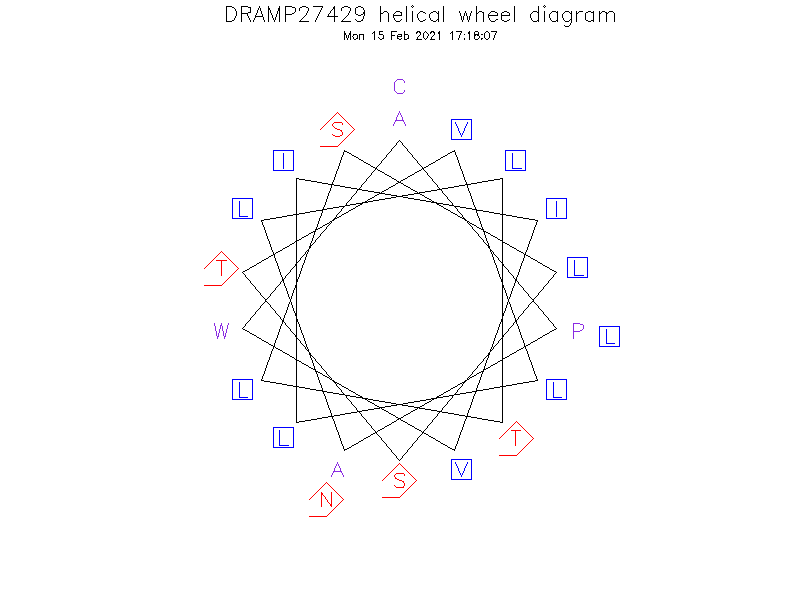 DRAMP27429 helical wheel diagram
Mon 15 Feb 2021 17:18:07
C
S A V
I L
L I
T L
W P L
L L
L T
A S V
N